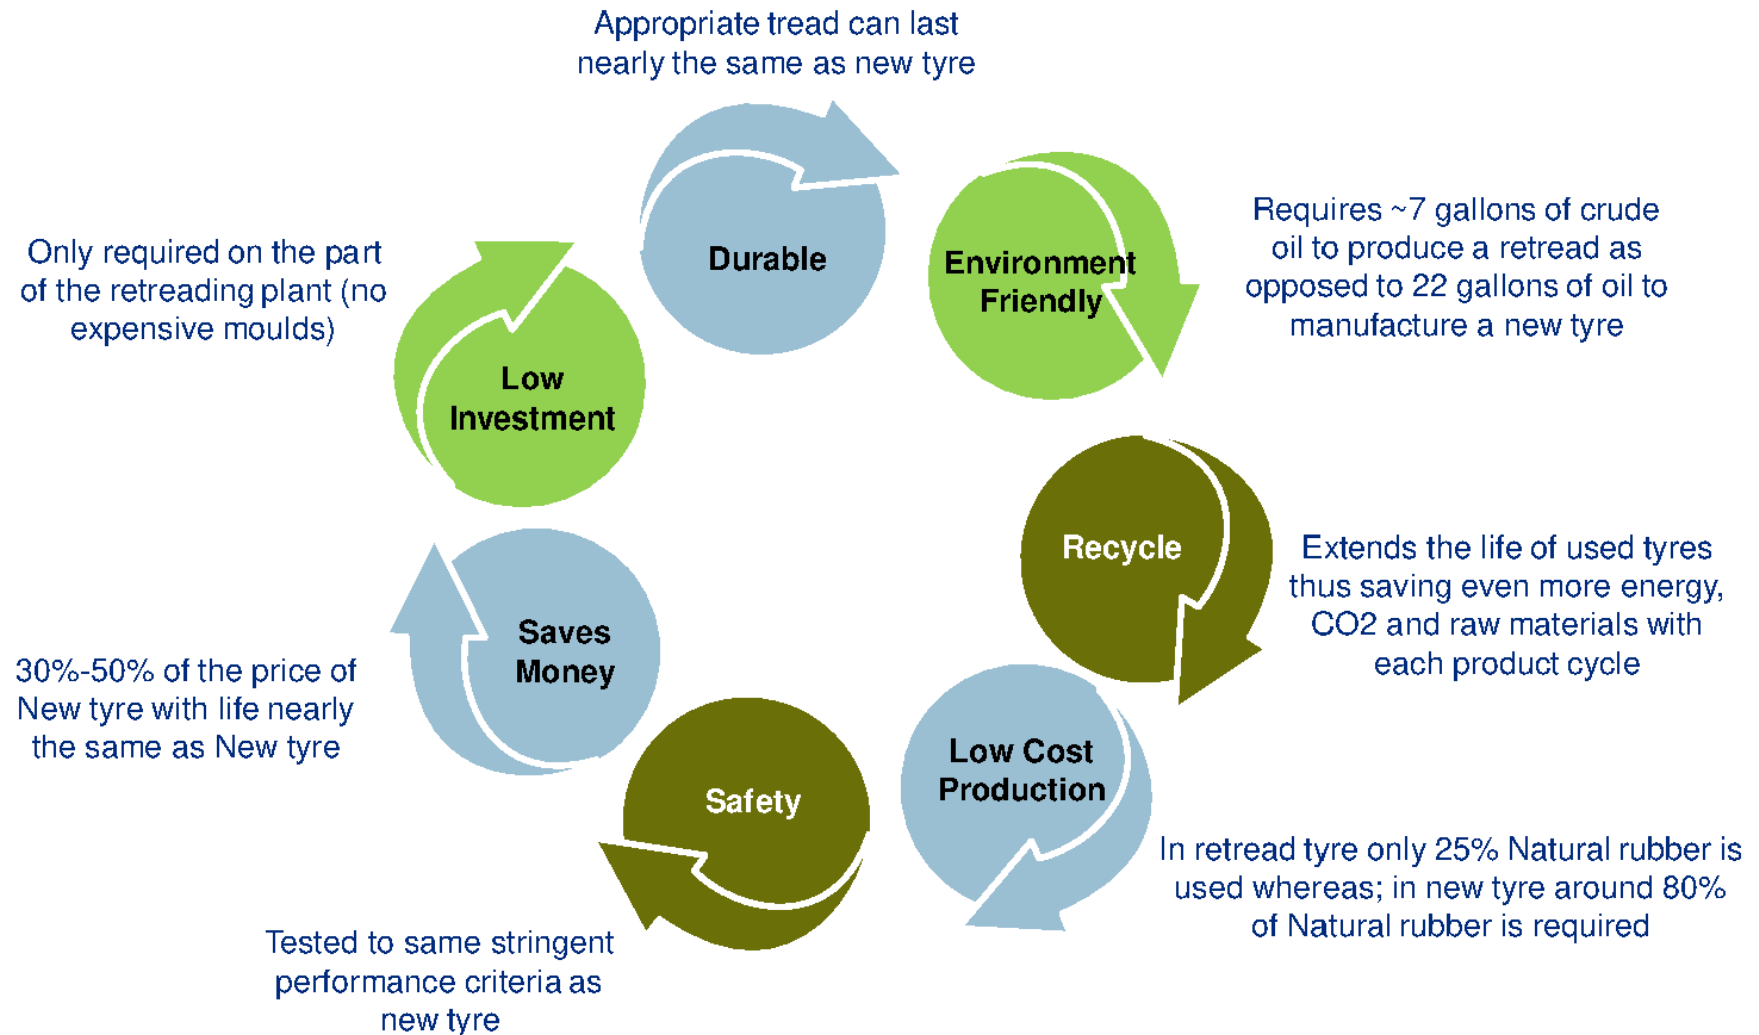 Appropriate tread can last
nearly the same as new tyre
Durable
Environment
Friendly
Requires ~7 gallons of crude
oil to produce a retread as
opposed to 22 gallons of oil to
manufacture a new tyre
Recycle
Extends the life of used tyres
thus saving even more energy,
CO2 and raw materials with
each product cycle
Low Cost
Production
In retread tyre only 25% Natural rubber is
used whereas; in new tyre around 80%
of Natural rubber is required
Safety
Tested to same stringent
performance criteria as
new tyre
Saves
Money
30%-50% of the price of
New tyre with life nearly
the same as New tyre
Low
Investment
Only required on the part
of the retreading plant (no
expensive moulds)